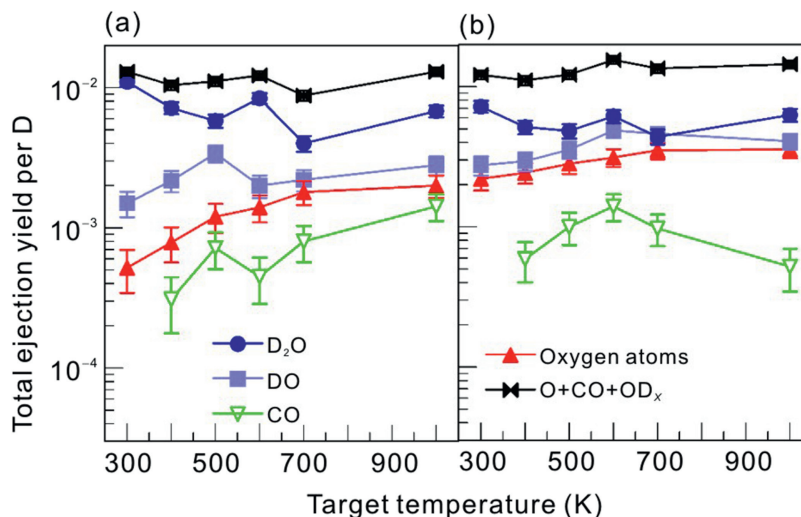 (a)
(b)
Total ejection yield per D
10⁻²
10⁻³
10⁻⁴
D₂O
DO
CO
Oxygen atoms
O+CO+ODₓ
300 500 700 900 300 500 700 900
Target temperature (K)